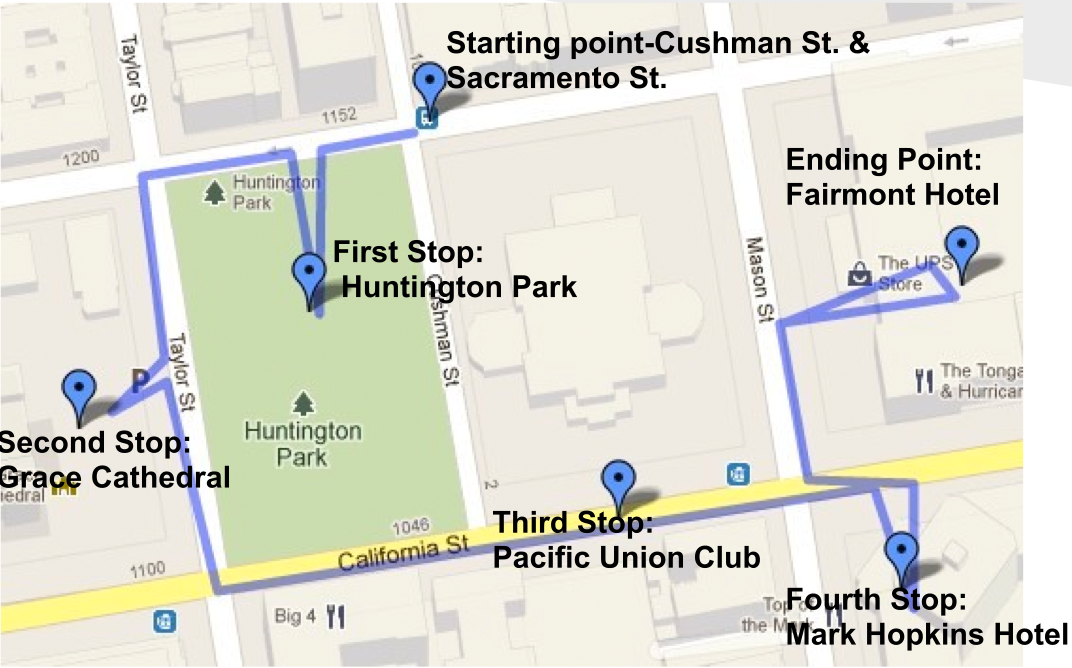 Starting point-Cushman St. &
Sacramento St.
Taylor St
1152
1200
Huntington
Park
Ending Point:
Fairmont Hotel
The UPS
Store
Mason St
First Stop:
Huntington Park
Cushman St
Taylor St
P
The Tonga
& Hurrican
Huntington
Park
Second Stop:
Grace Cathedral
Third Stop:
Pacific Union Club
1046
California St
1100
Big 4
Fourth Stop:
Mark Hopkins Hotel
Top of
the Mark